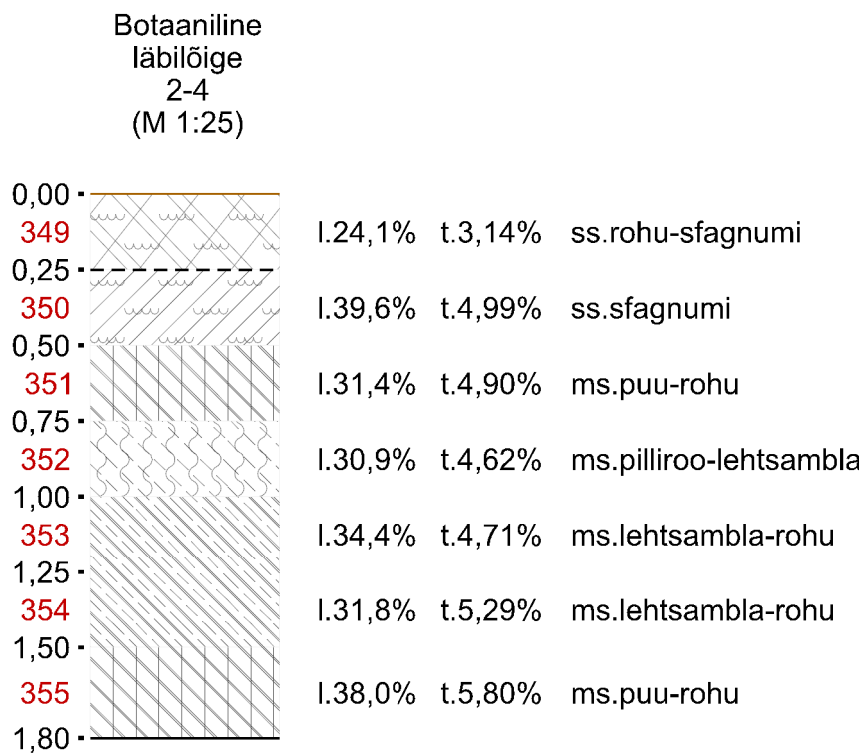 Botaaniline
läbilõige
2-4
(M 1:25)
0,00
349 l.24,1% t.3,14% ss.rohu-sfagnumi
0,25
350 l.39,6% t.4,99% ss.sfagnumi
0,50
351 l.31,4% t.4,90% ms.puu-rohu
0,75
352 l.30,9% t.4,62% ms.pilliroo-lehtsambla
1,00
353 l.34,4% t.4,71% ms.lehtsambla-rohu
1,25
354 l.31,8% t.5,29% ms.lehtsambla-rohu
1,50
355 l.38,0% t.5,80% ms.puu-rohu
1,80